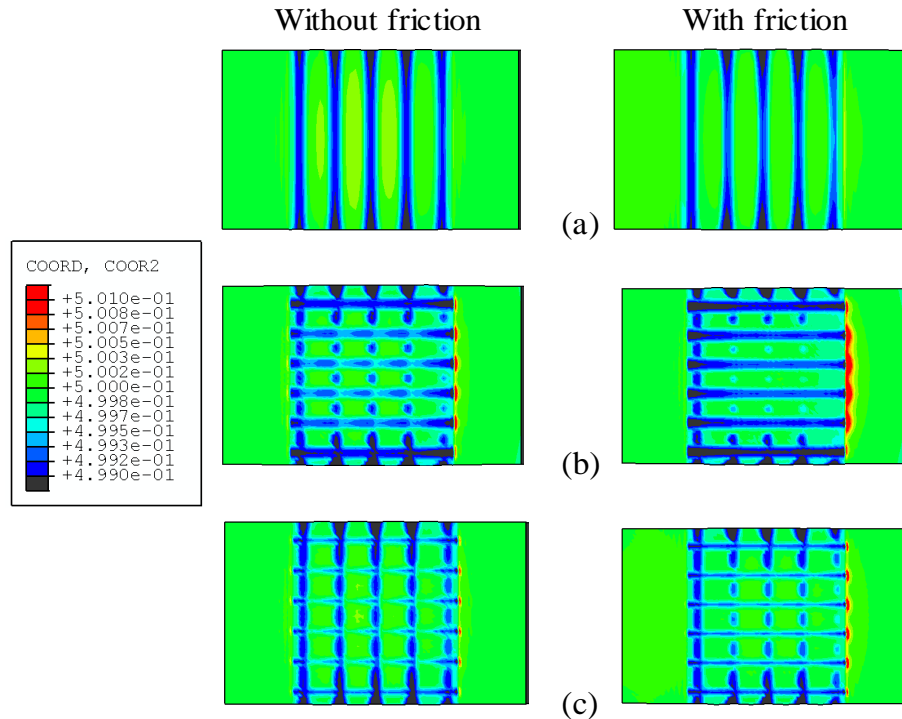 Without friction
With friction
(a)
COORD, COOR2
+5.010e-01
+5.008e-01
+5.007e-01
+5.005e-01
+5.003e-01
+5.002e-01
+5.000e-01
+4.998e-01
+4.997e-01
+4.995e-01
+4.993e-01
+4.992e-01
+4.990e-01
(b)
(c)